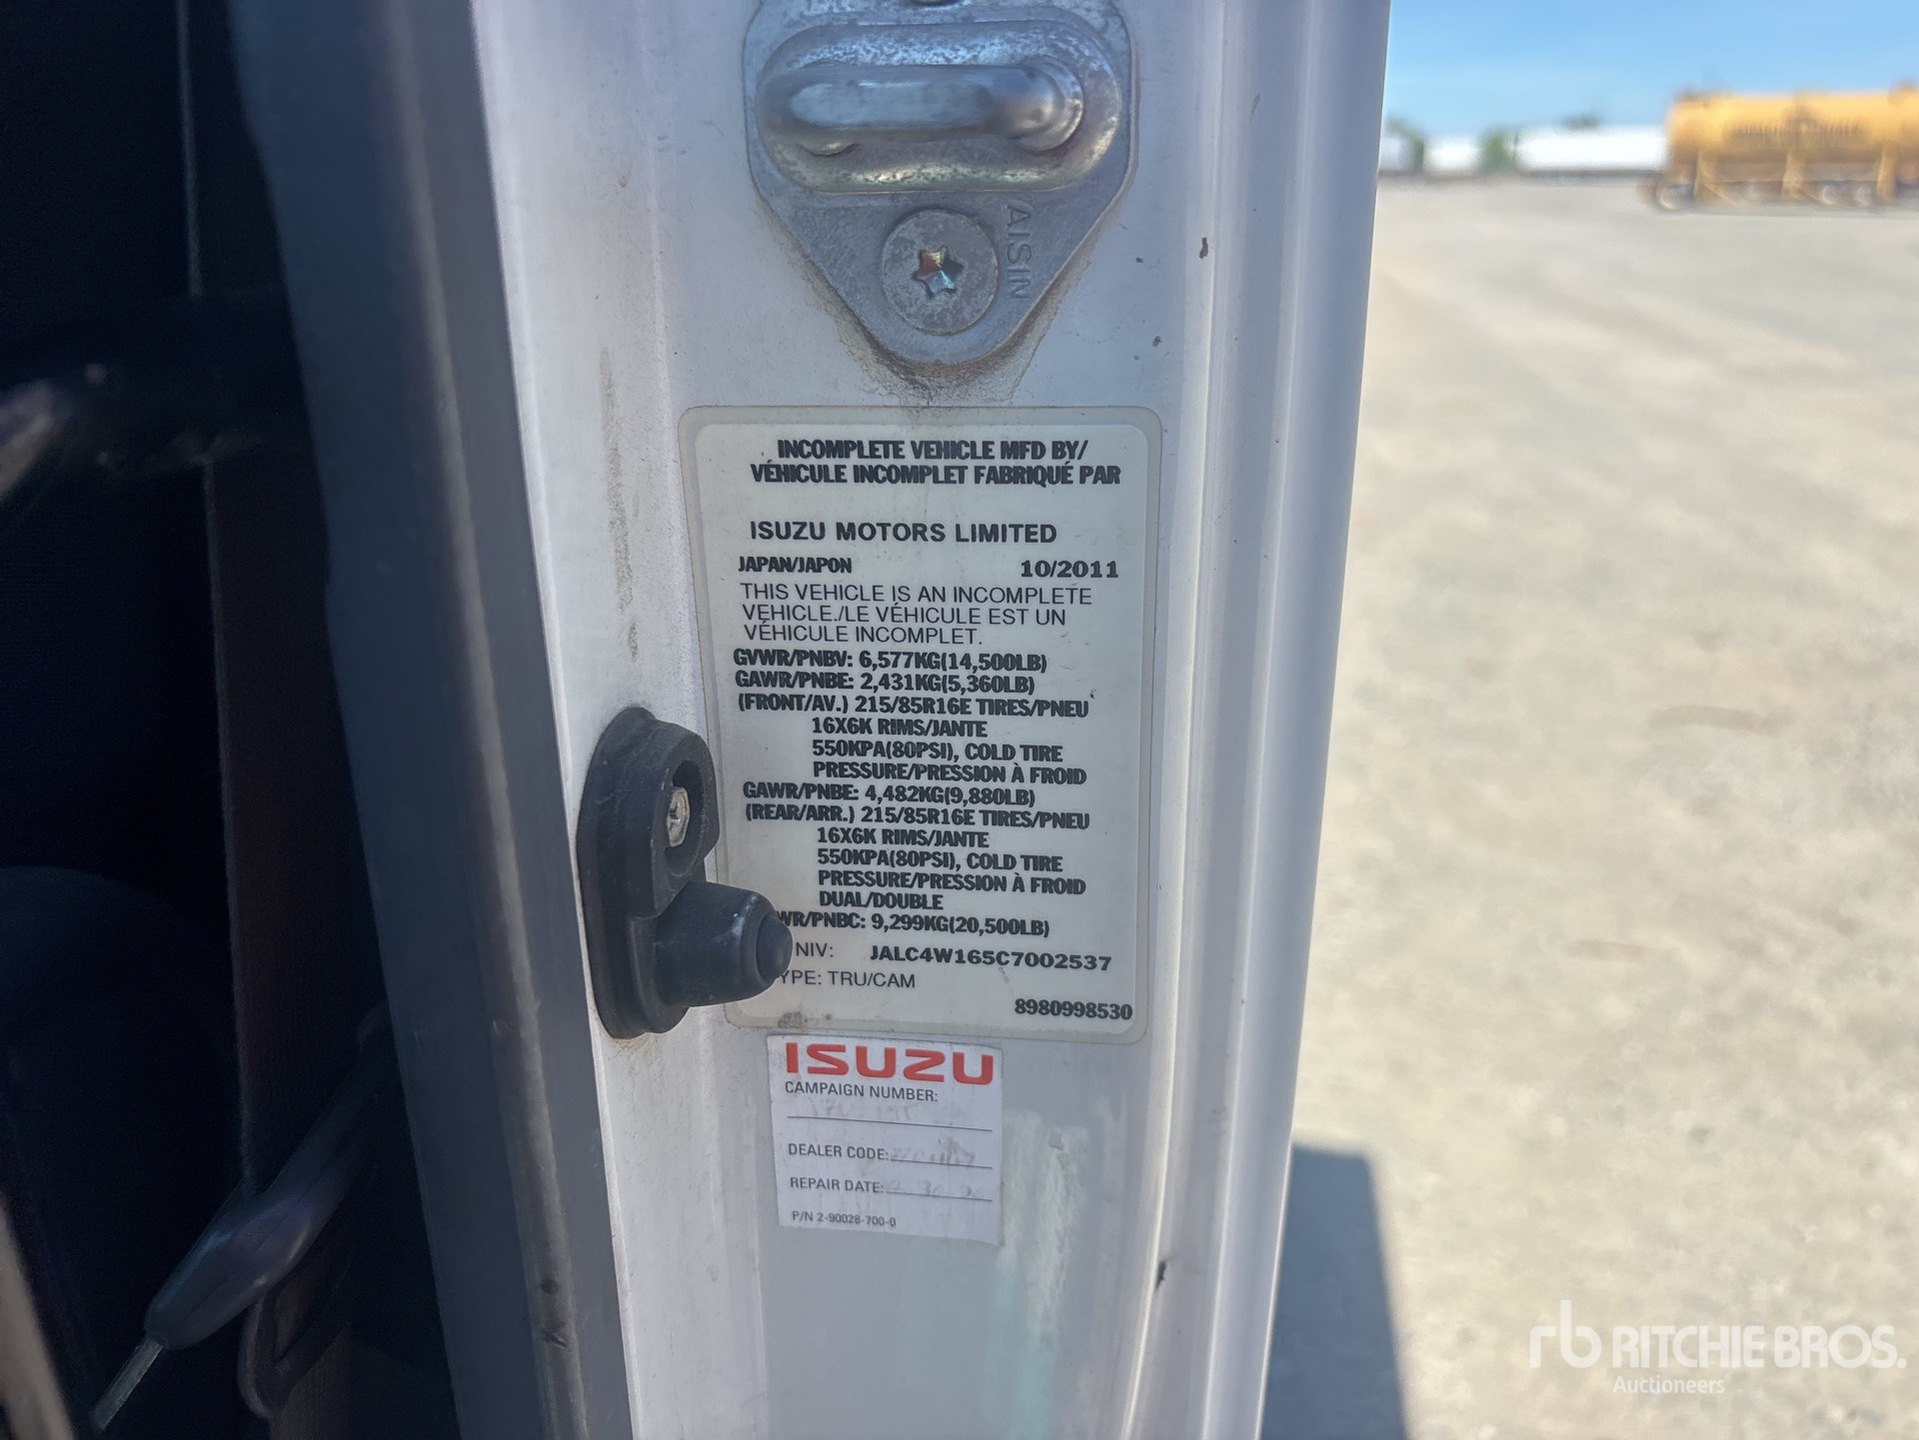 AISIN
INCOMPLETE VEHICLE MFD BY/
VÉHICULE INCOMPLET FABRIQUÉ PAR
ISUZU MOTORS LIMITED
JAPAN/JAPON 10/2011
THIS VEHICLE IS AN INCOMPLETE
VEHICLE./LE VÉHICULE EST UN
VÉHICULE INCOMPLET.
GVWR/PNBV: 6,577KG(14,500LB)
GAWR/PNBE: 2,431KG(5,360LB)
(FRONT/AV.) 215/85R16E TIRES/PNEU
16X6K RIMS/JANTE
550KPA(80PSI), COLD TIRE
PRESSURE/PRESSION À FROID
GAWR/PNBE: 4,482KG(9,880LB)
(REAR/ARR.) 215/85R16E TIRES/PNEU
16X6K RIMS/JANTE
550KPA(80PSI), COLD TIRE
PRESSURE/PRESSION À FROID
DUAL/DOUBLE
WR/PNBC: 9,299KG(20,500LB)
NIV: JALC4W165C7002537
YPE: TRU/CAM
8980998530
ISUZU
CAMPAIGN NUMBER:
DEALER CODE:
REPAIR DATE:
P/N 2-90028-700-0
rb RITCHIE BROS.
Auctioneers